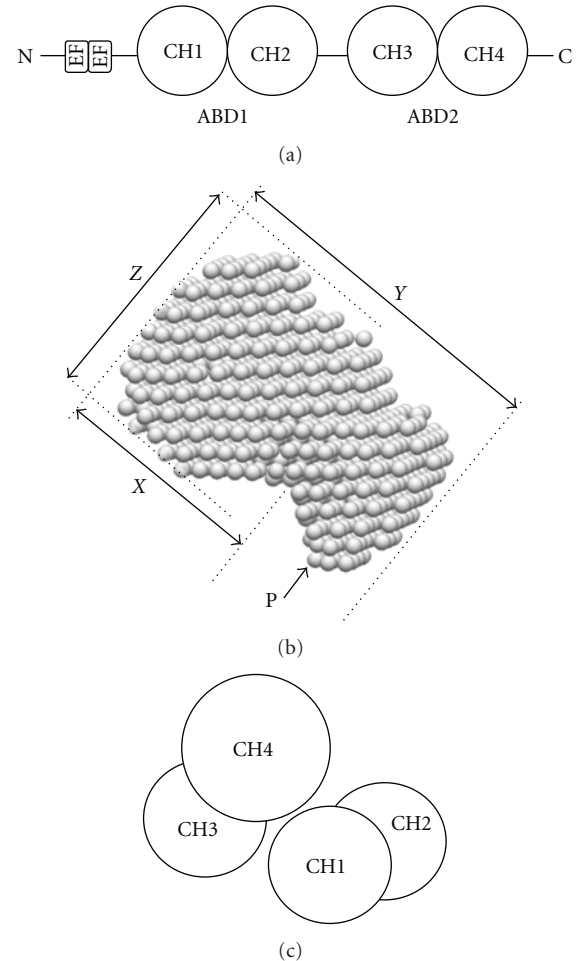 N EF EF CH1 CH2 CH3 CH4 C
ABD1 ABD2
(a)
Z
Y
X
P
(b)
CH4
CH3
CH2
CH1
(c)